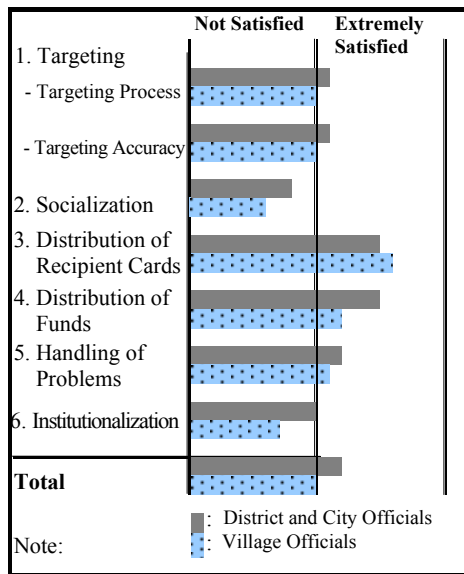 Not Satisfied
Extremely
Satisfied
1. Targeting
- Targeting Process
- Targeting Accuracy
2. Socialization
3. Distribution of
Recipient Cards
4. Distribution of
Funds
5. Handling of
Problems
6. Institutionalization
Total
Note:
: District and City Officials
: Village Officials